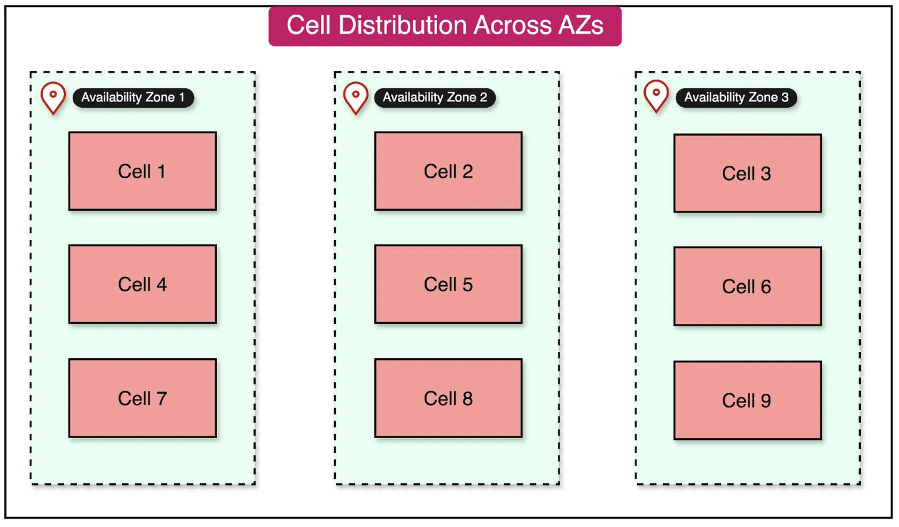 Cell Distribution Across AZs
Availability Zone 1
Cell 1
Cell 4
Cell 7
Availability Zone 2
Cell 2
Cell 5
Cell 8
Availability Zone 3
Cell 3
Cell 6
Cell 9